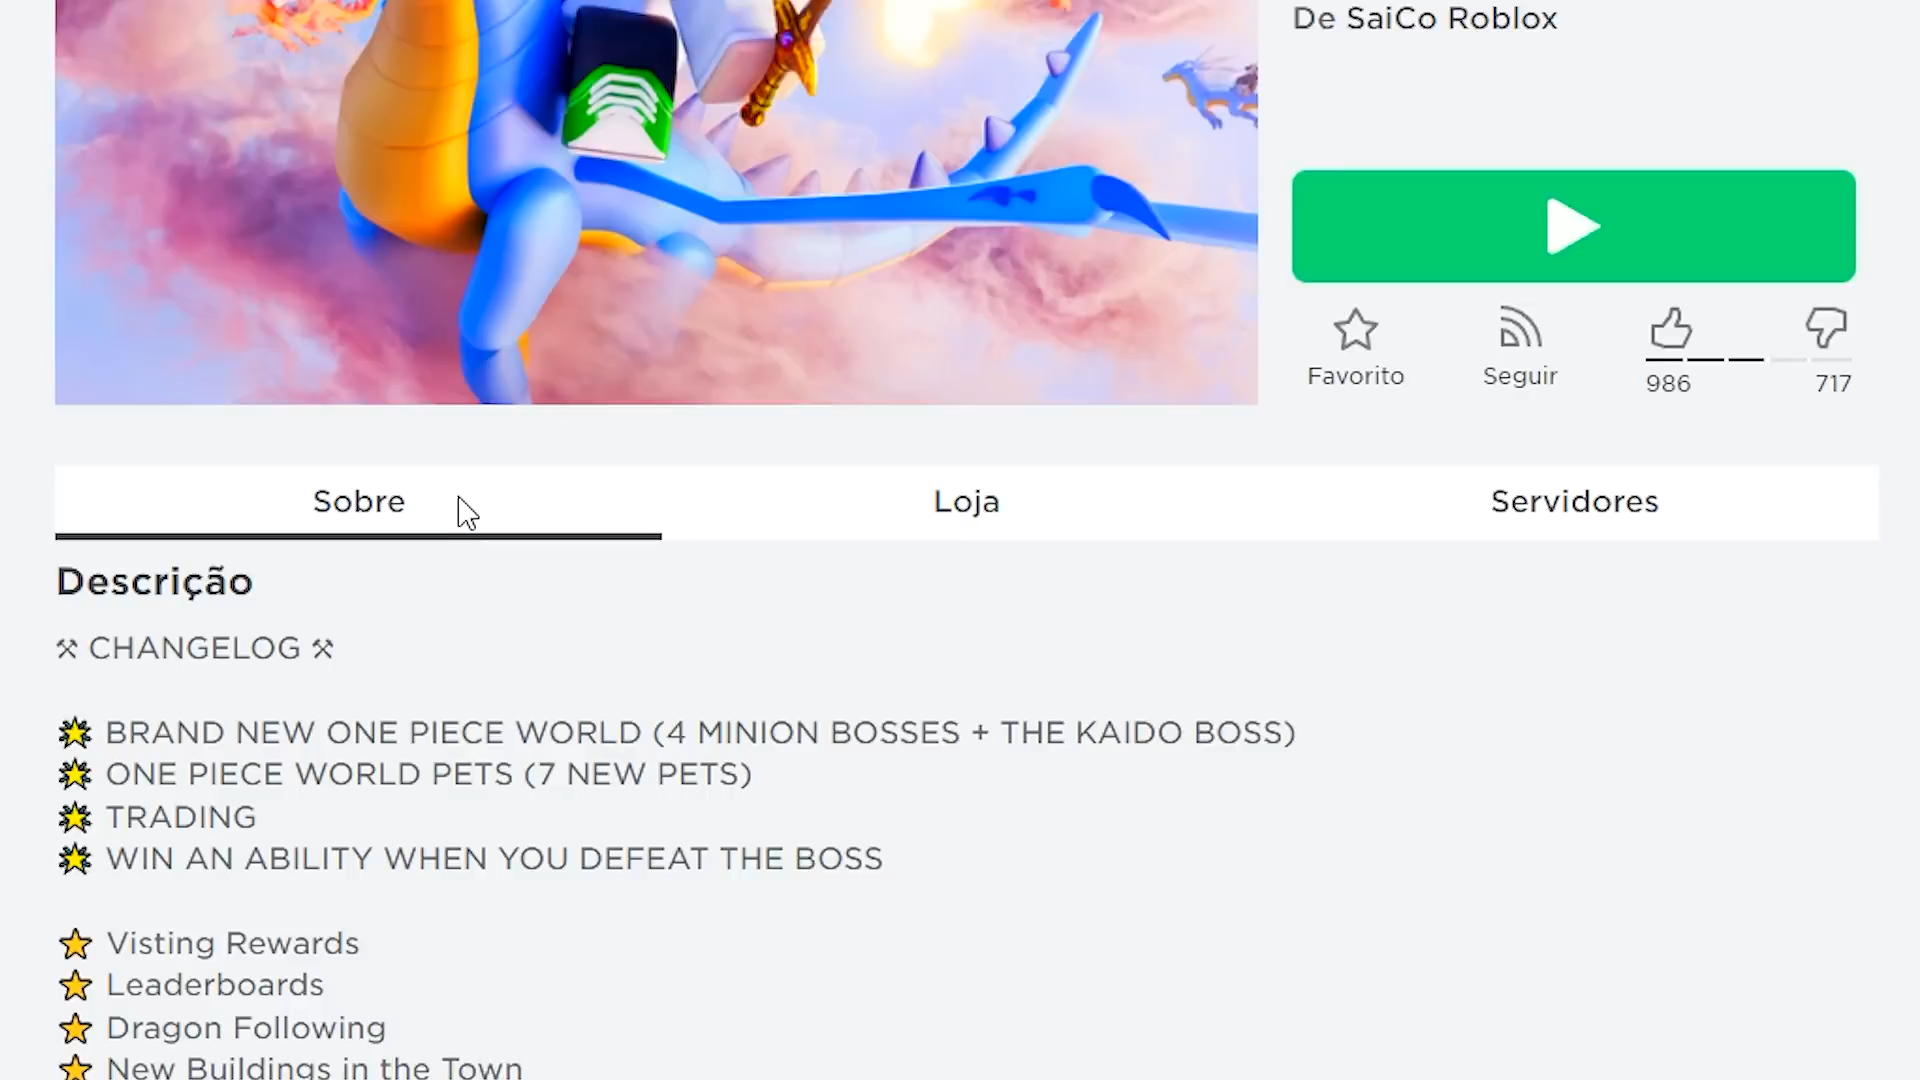 De SaiCo Roblox
Favorito
Seguir
986
717
Sobre
Loja
Servidores
Descrição
⚒ CHANGELOG ⚒
🌟 BRAND NEW ONE PIECE WORLD (4 MINION BOSSES + THE KAIDO BOSS)
🌟 ONE PIECE WORLD PETS (7 NEW PETS)
🌟 TRADING
🌟 WIN AN ABILITY WHEN YOU DEFEAT THE BOSS
⭐ Visting Rewards
⭐ Leaderboards
⭐ Dragon Following
⭐ New Buildings in the Town